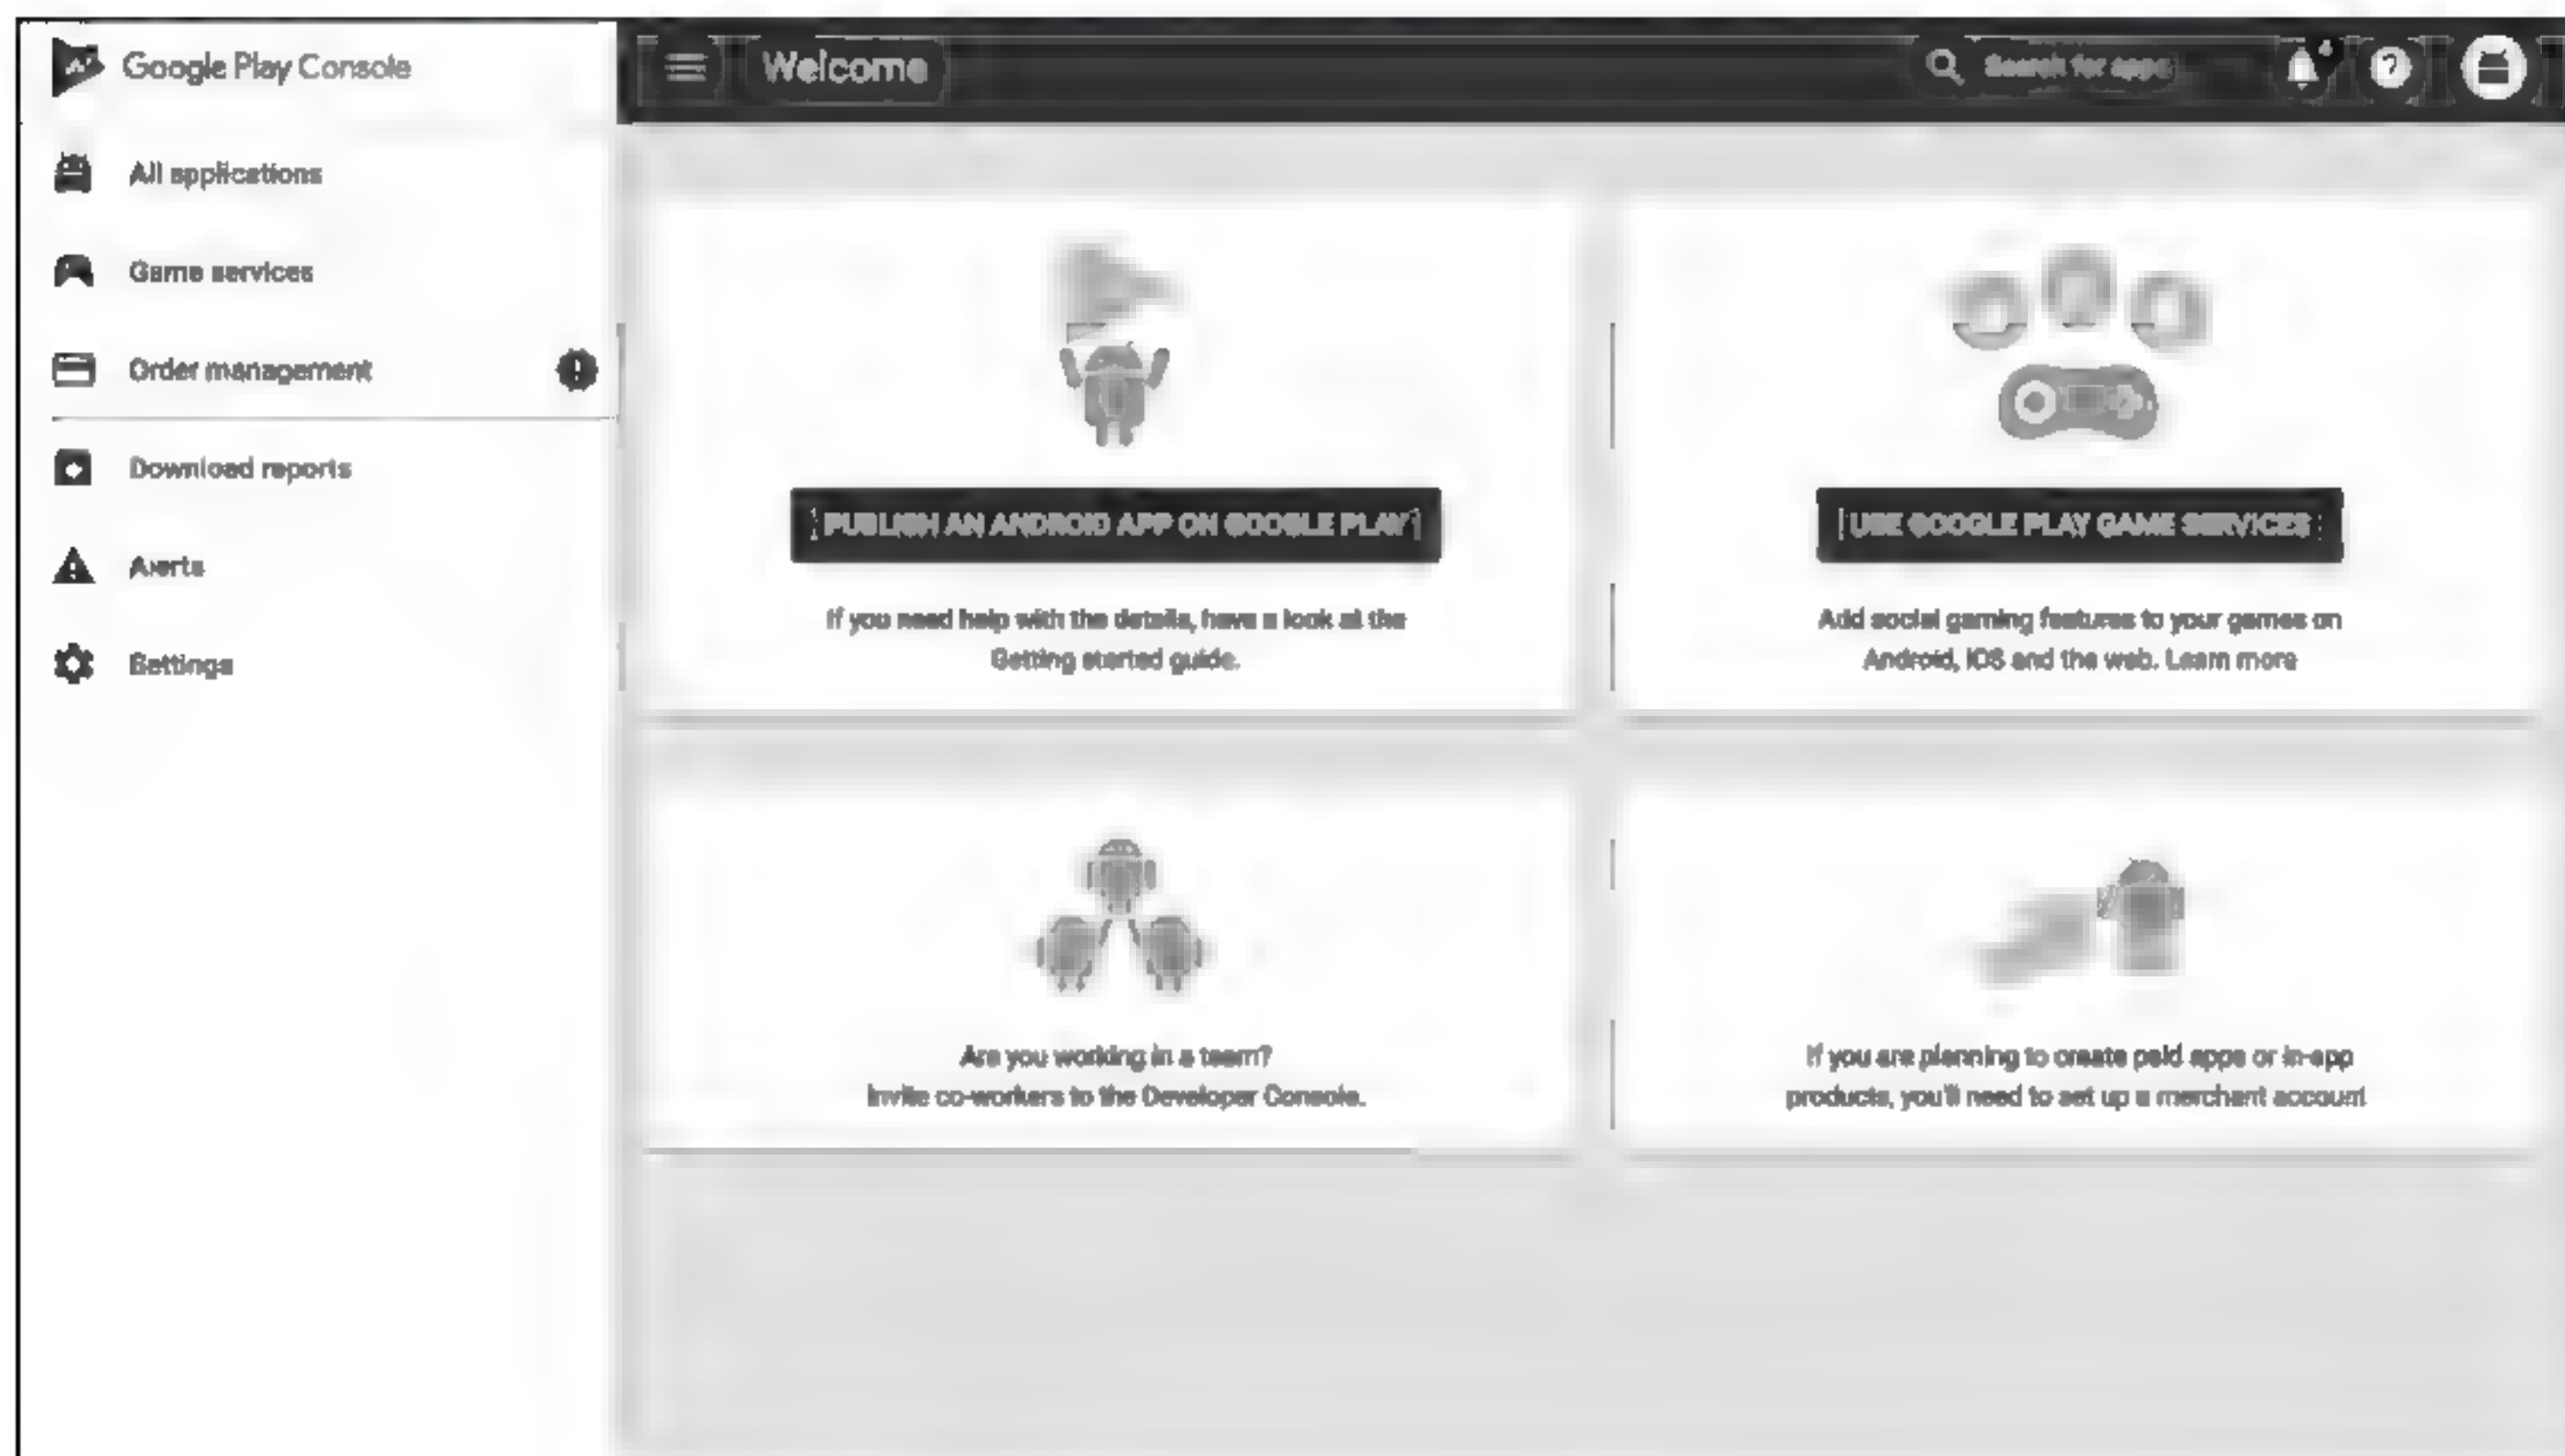 Google Play Console
Welcome
Search for apps
4
All applications
Game services
Order management
Download reports
Alerts
Settings
PUBLISH AN ANDROID APP ON GOOGLE PLAY
If you need help with the details, have a look at the
Getting started guide.
USE GOOGLE PLAY GAME SERVICES
Add social gaming features to your games on
Android, iOS and the web. Learn more
Are you working in a team?
Invite co-workers to the Developer Console.
If you are planning to create paid apps or in-app
products, you'll need to set up a merchant account